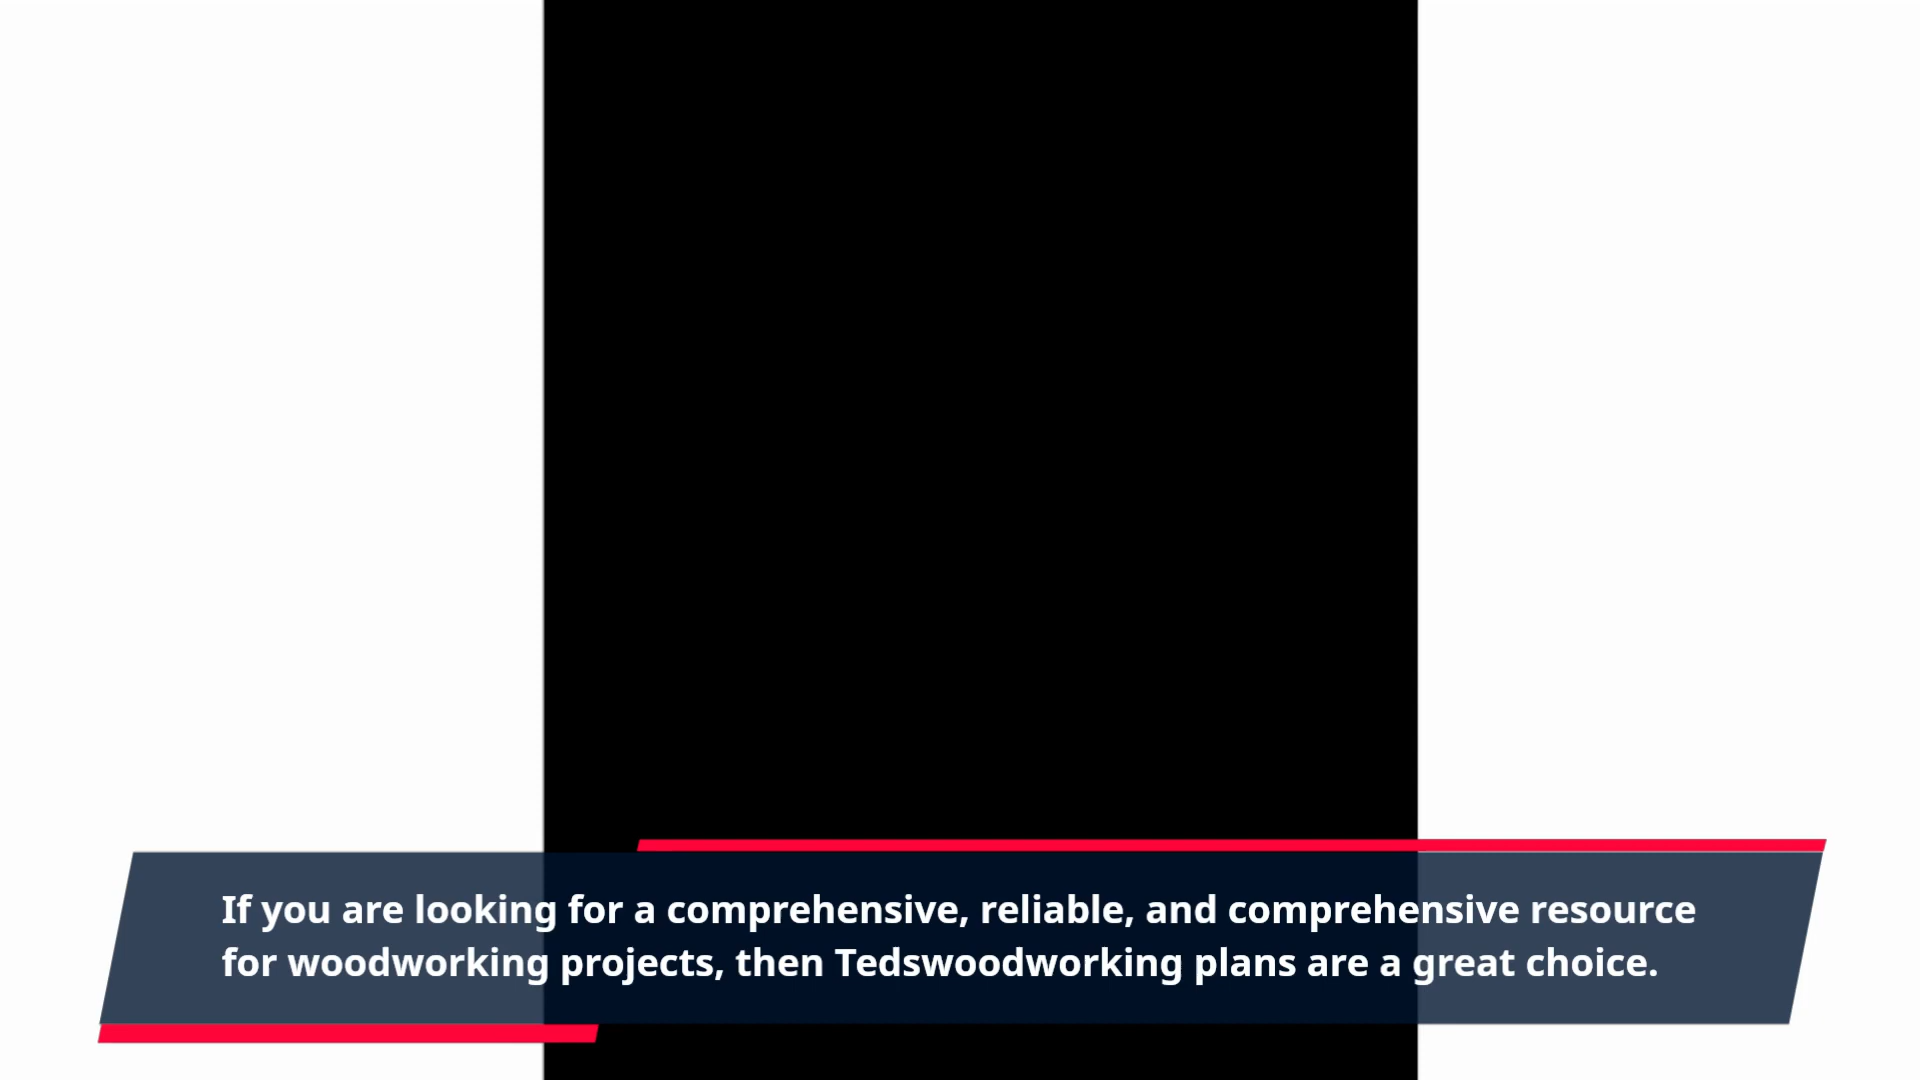 If you are looking for a comprehensive, reliable, and comprehensive resource
for woodworking projects, then Tedswoodworking plans are a great choice.